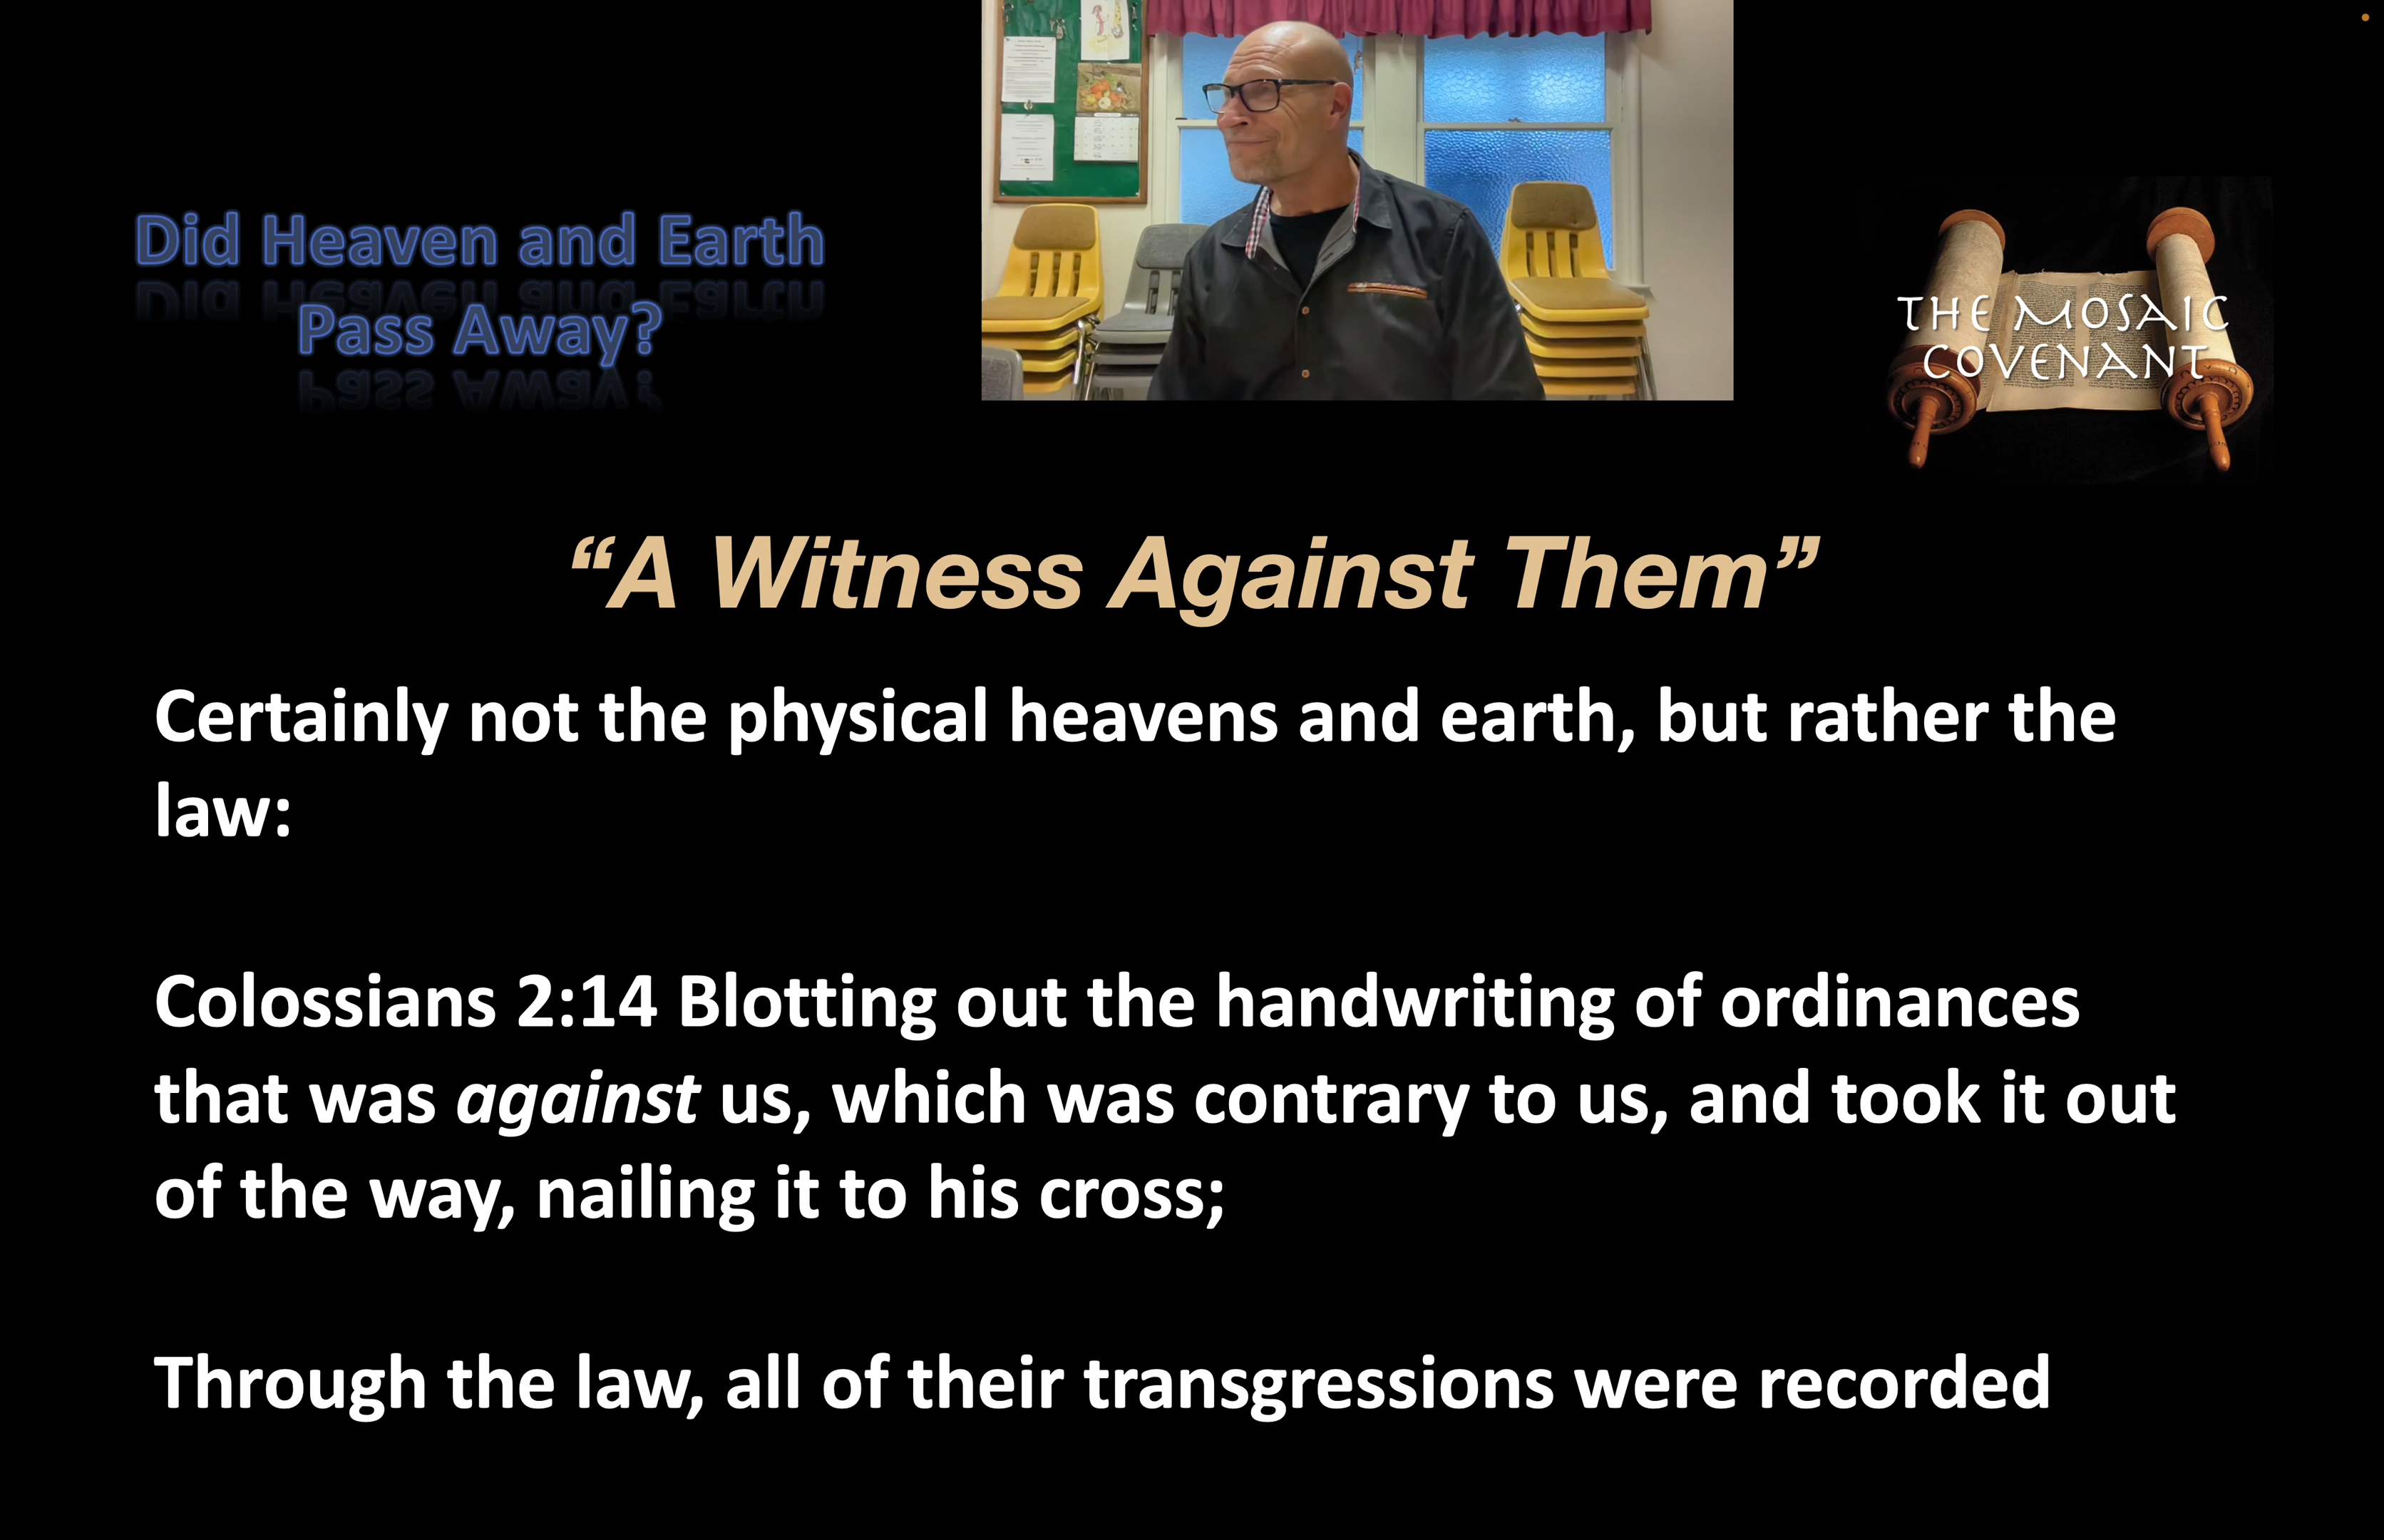 Did Heaven and Earth
Pass Away?
THE MOSAIC
COVENANT
“A Witness Against Them”
Certainly not the physical heavens and earth, but rather the
law:
Colossians 2:14 Blotting out the handwriting of ordinances
that was against us, which was contrary to us, and took it out
of the way, nailing it to his cross;
Through the law, all of their transgressions were recorded